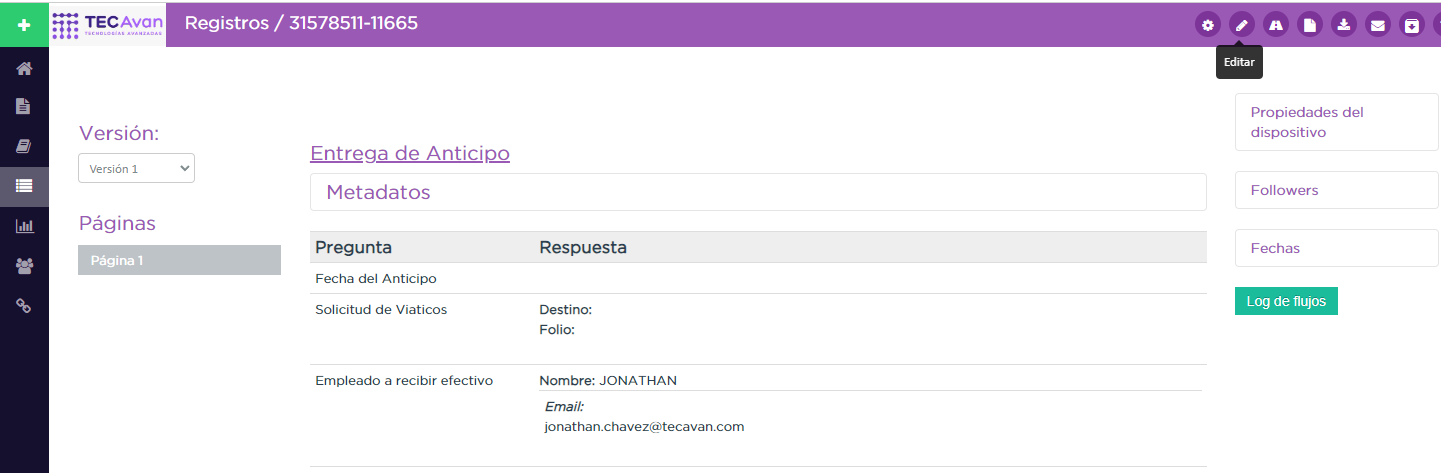 TECAvan
TECNOLOGÍAS AVANZADAS
Registros / 31578511-11665
Editar
Versión:
Versión 1
Páginas
Página 1
Entrega de Anticipo
Metadatos
Pregunta Respuesta
Fecha del Anticipo
Solicitud de Viaticos Destino:
Folio:
Empleado a recibir efectivo Nombre: JONATHAN
Email:
jonathan.chavez@tecavan.com
Propiedades del
dispositivo
Followers
Fechas
Log de flujos